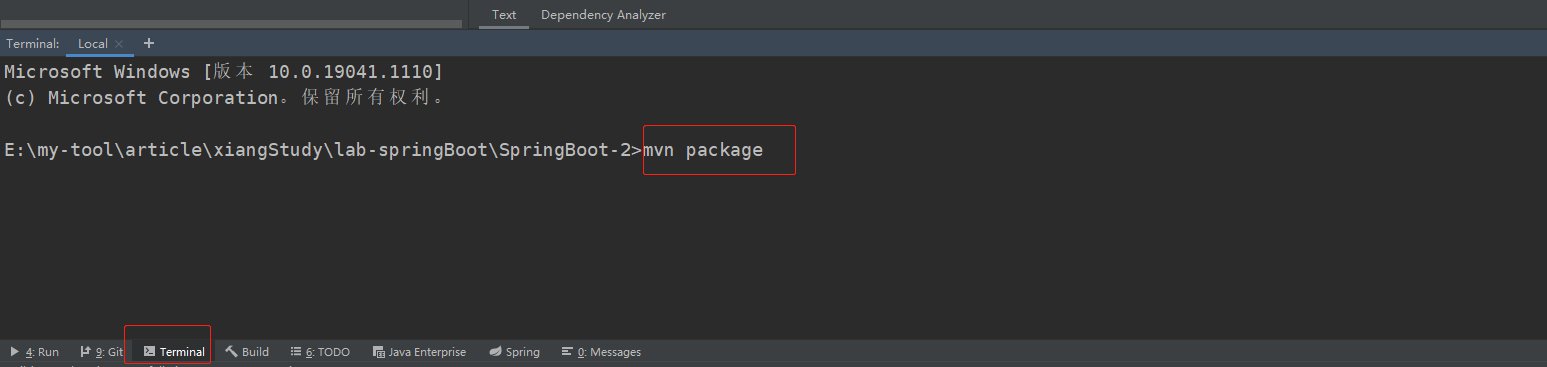 Text Dependency Analyzer
Terminal: Local × +
Microsoft Windows [版本 10.0.19041.1110]
(c) Microsoft Corporation。保留所有权利。
E:\my-tool\article\xiangStudy\lab-springBoot\SpringBoot-2>mvn package
4: Run 9: Git Terminal Build 6: TODO Java Enterprise Spring 0: Messages